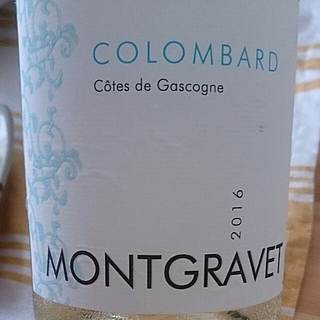 COLOMBARD
Côtes de Gascogne
2016
MONTGRAVET